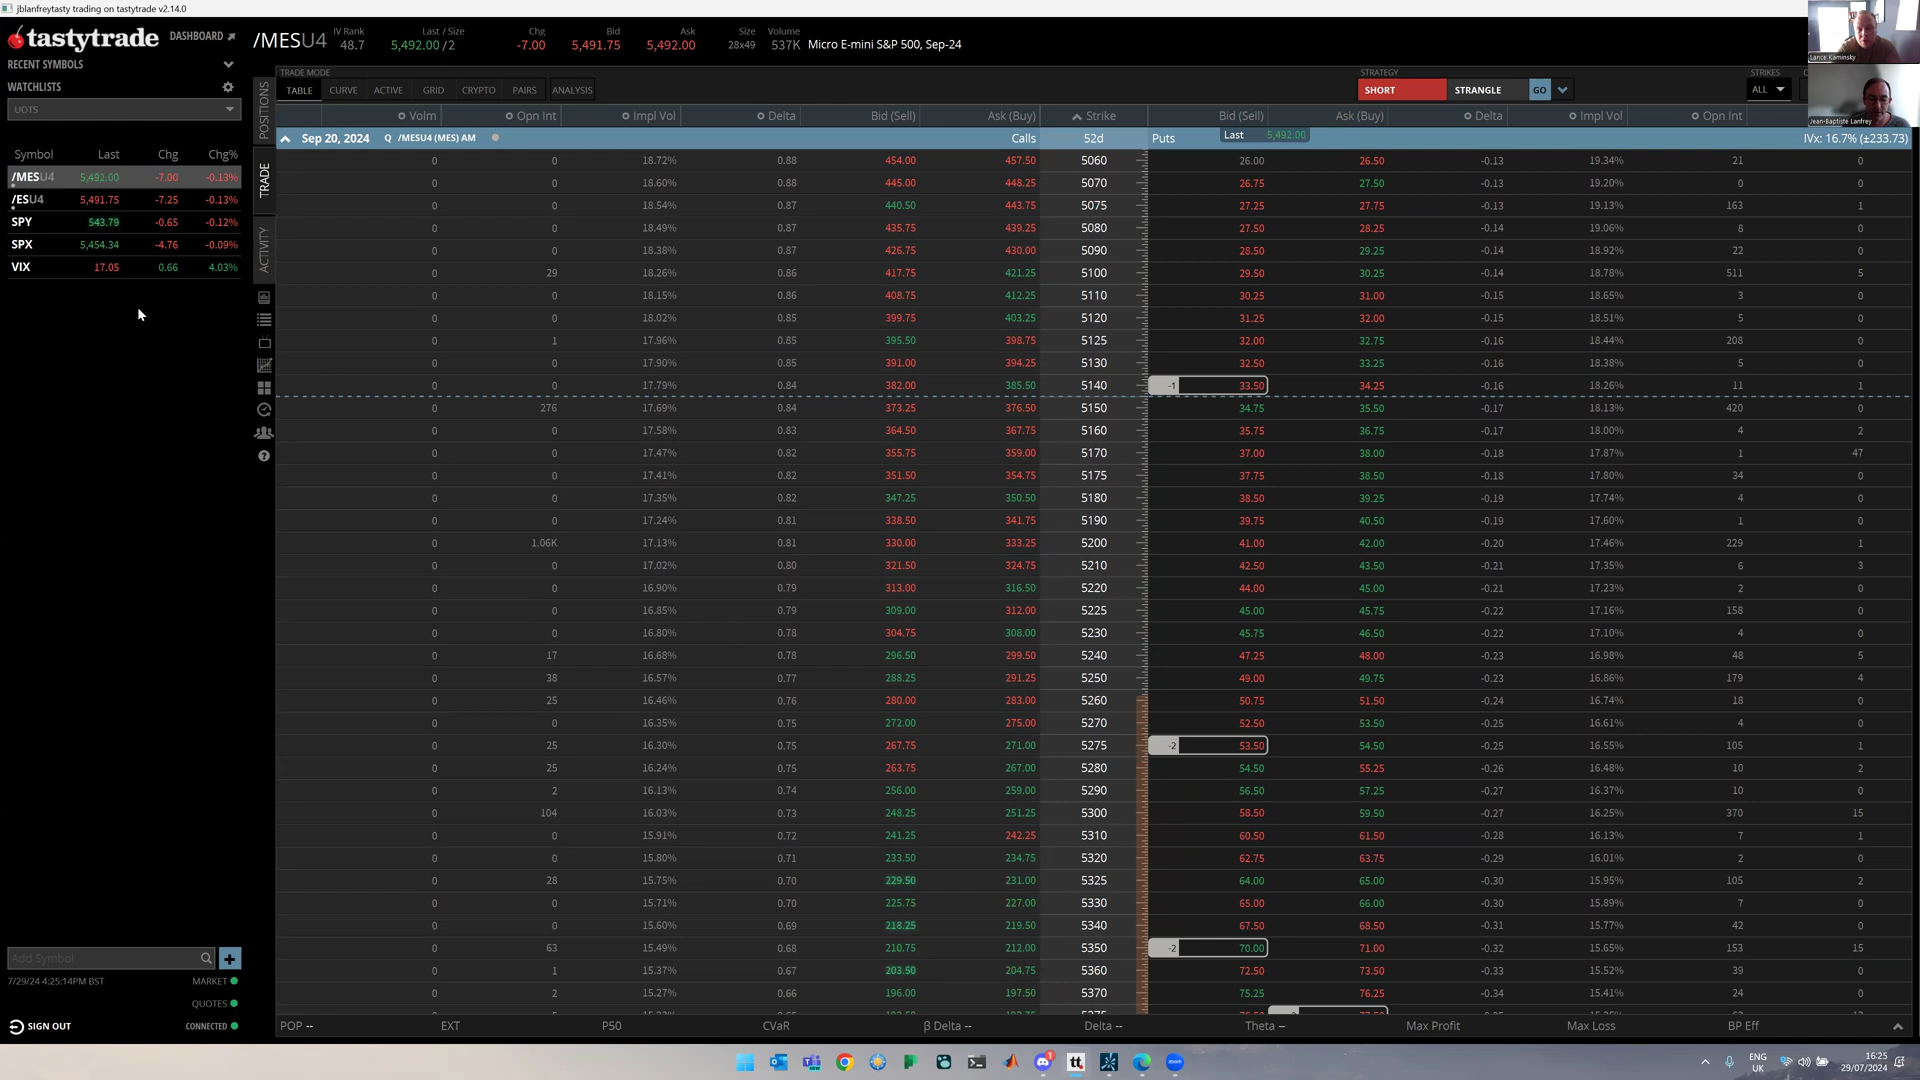 jblanfreytasty trading on tastytrade v2.14.0
tastytrade DASHBOARD
RECENT SYMBOLS
WATCHLISTS
UOTS
Symbol Last Chg Chg%
/MESU4 5,492.00 -7.00 -0.13%
/ESU4 5,491.75 -7.25 -0.13%
SPY 543.79 -0.65 -0.12%
SPX 5,454.34 -4.76 -0.09%
VIX 17.05 0.66 4.03%
Add Symbol
7/29/24 4:25:14PM BST MARKET
QUOTES
SIGN OUT CONNECTED
/MESU4 IV Rank 48.7 Last / Size 5,492.00 /2 Chg -7.00 Bid 5,491.75 Ask 5,492.00 Size 28x49 Volume 537K Micro E-mini S&P 500, Sep-24
Lance Kaminsky
Jean-Baptiste Lanfrey
POSITIONS
TRADE
ACTIVITY
TRADE MODE STRATEGY STRIKES
TABLE CURVE ACTIVE GRID CRYPTO PAIRS ANALYSIS SHORT STRANGLE GO ALL
Volm Opn Int Impl Vol Delta Bid (Sell) Ask (Buy) Strike Bid (Sell) Ask (Buy) Delta Impl Vol Opn Int
Sep 20, 2024 Q /MESU4 (MES) AM Calls 52d Puts Last 5,492.00 IVx: 16.7% (±233.73)
0 0 18.72% 0.88 454.00 457.50 5060 26.00 26.50 -0.13 19.34% 21 0
0 0 18.60% 0.88 445.00 448.25 5070 26.75 27.50 -0.13 19.20% 0 0
0 0 18.54% 0.87 440.50 443.75 5075 27.25 27.75 -0.13 19.13% 163 1
0 0 18.49% 0.87 435.75 439.25 5080 27.50 28.25 -0.14 19.06% 8 0
0 0 18.38% 0.87 426.75 430.00 5090 28.50 29.25 -0.14 18.92% 22 0
0 29 18.26% 0.86 417.75 421.25 5100 29.50 30.25 -0.14 18.78% 511 5
0 0 18.15% 0.86 408.75 412.25 5110 30.25 31.00 -0.15 18.65% 3 0
0 0 18.02% 0.85 399.75 403.25 5120 31.25 32.00 -0.15 18.51% 5 0
0 1 17.96% 0.85 395.50 398.75 5125 32.00 32.75 -0.16 18.44% 208 0
0 0 17.90% 0.85 391.00 394.25 5130 32.50 33.25 -0.16 18.38% 5 0
0 0 17.79% 0.84 382.00 385.50 5140 -1 33.50 34.25 -0.16 18.26% 11 1
0 276 17.69% 0.84 373.25 376.50 5150 34.75 35.50 -0.17 18.13% 420 0
0 0 17.58% 0.83 364.50 367.75 5160 35.75 36.75 -0.17 18.00% 4 2
0 0 17.47% 0.82 355.75 359.00 5170 37.00 38.00 -0.18 17.87% 1 47
0 0 17.41% 0.82 351.50 354.75 5175 37.75 38.50 -0.18 17.80% 34 0
0 0 17.35% 0.82 347.25 350.50 5180 38.50 39.25 -0.19 17.74% 4 0
0 0 17.24% 0.81 338.50 341.75 5190 39.75 40.50 -0.19 17.60% 1 0
0 1.06K 17.13% 0.81 330.00 333.25 5200 41.00 42.00 -0.20 17.46% 229 1
0 0 17.02% 0.80 321.50 324.75 5210 42.50 43.50 -0.21 17.35% 6 3
0 0 16.90% 0.79 313.00 316.50 5220 44.00 45.00 -0.21 17.23% 2 0
0 0 16.85% 0.79 309.00 312.00 5225 45.00 45.75 -0.22 17.16% 158 0
0 0 16.80% 0.78 304.75 308.00 5230 45.75 46.50 -0.22 17.10% 4 0
0 17 16.68% 0.78 296.50 299.50 5240 47.25 48.00 -0.23 16.98% 48 5
0 38 16.57% 0.77 288.25 291.25 5250 49.00 49.75 -0.23 16.86% 179 4
0 25 16.46% 0.76 280.00 283.00 5260 50.75 51.50 -0.24 16.74% 18 0
0 0 16.35% 0.75 272.00 275.00 5270 52.50 53.50 -0.25 16.61% 4 0
0 25 16.30% 0.75 267.75 271.00 5275 -2 53.50 54.50 -0.25 16.55% 105 1
0 25 16.24% 0.75 263.75 267.00 5280 54.50 55.25 -0.26 16.48% 10 2
0 2 16.13% 0.74 256.00 259.00 5290 56.50 57.25 -0.27 16.37% 10 0
0 104 16.03% 0.73 248.25 251.25 5300 58.50 59.50 -0.27 16.25% 370 15
0 0 15.91% 0.72 241.25 242.25 5310 60.50 61.50 -0.28 16.13% 7 1
0 0 15.80% 0.71 233.50 234.75 5320 62.75 63.75 -0.29 16.01% 2 0
0 28 15.75% 0.70 229.50 231.00 5325 64.00 65.00 -0.30 15.95% 105 2
0 0 15.71% 0.70 225.75 227.00 5330 65.00 66.00 -0.30 15.89% 7 0
0 0 15.60% 0.69 218.25 219.50 5340 67.50 68.50 -0.31 15.77% 42 0
0 63 15.49% 0.68 210.75 212.00 5350 -2 70.00 71.00 -0.32 15.65% 153 15
0 1 15.37% 0.67 203.50 204.75 5360 72.50 73.50 -0.33 15.52% 39 0
0 2 15.27% 0.66 196.00 197.50 5370 75.25 76.25 -0.34 15.41% 24 0
POP -- EXT P50 CVaR β Delta -- Delta -- Theta -- Max Profit Max Loss BP Eff
ENG
UK
16:25
29/07/2024